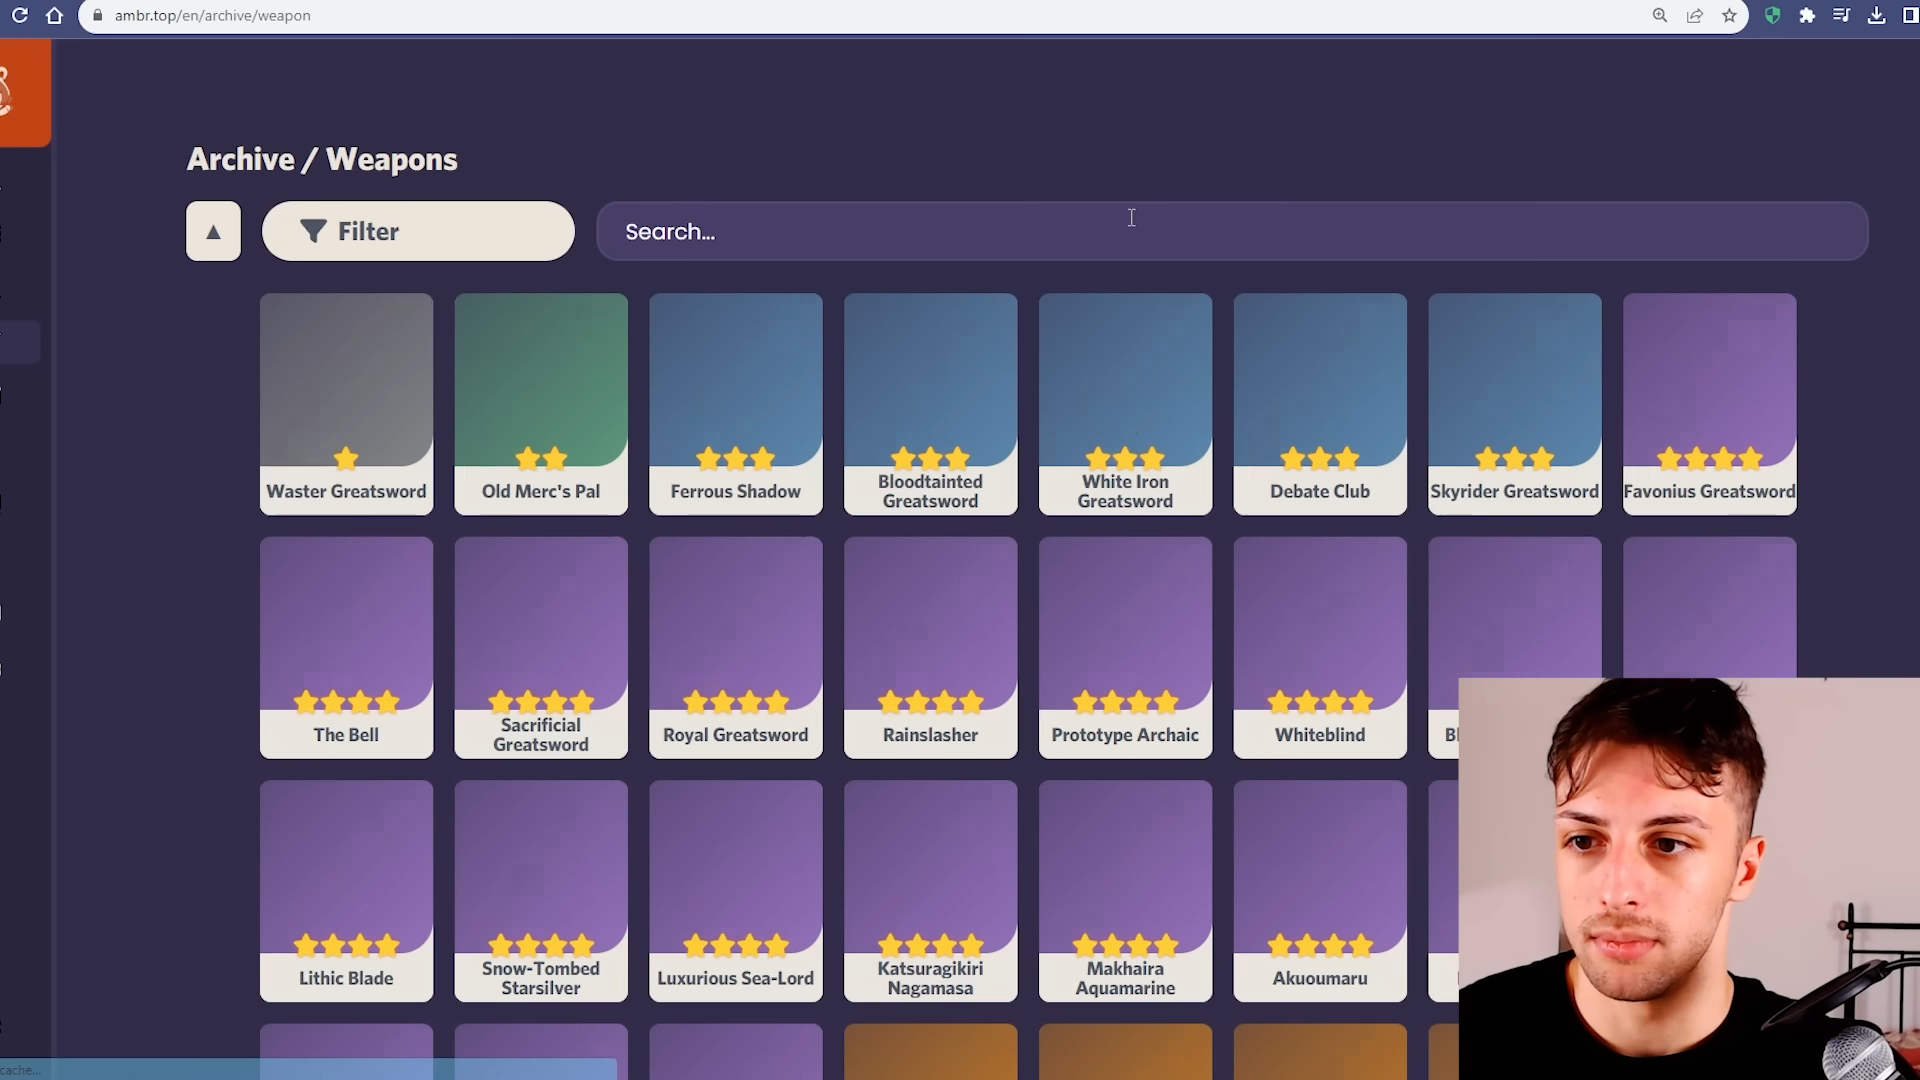 ambr.top/en/archive/weapon
Archive / Weapons
Filter
Search...
Waster Greatsword
Old Merc's Pal
Ferrous Shadow
Bloodtainted
Greatsword
White Iron
Greatsword
Debate Club
Skyrider Greatsword
Favonius Greatsword
The Bell
Sacrificial
Greatsword
Royal Greatsword
Rainslasher
Prototype Archaic
Whiteblind
Lithic Blade
Snow-Tombed
Starsilver
Luxurious Sea-Lord
Katsuragikiri
Nagamasa
Makhaira
Aquamarine
Akuoumaru
cache...